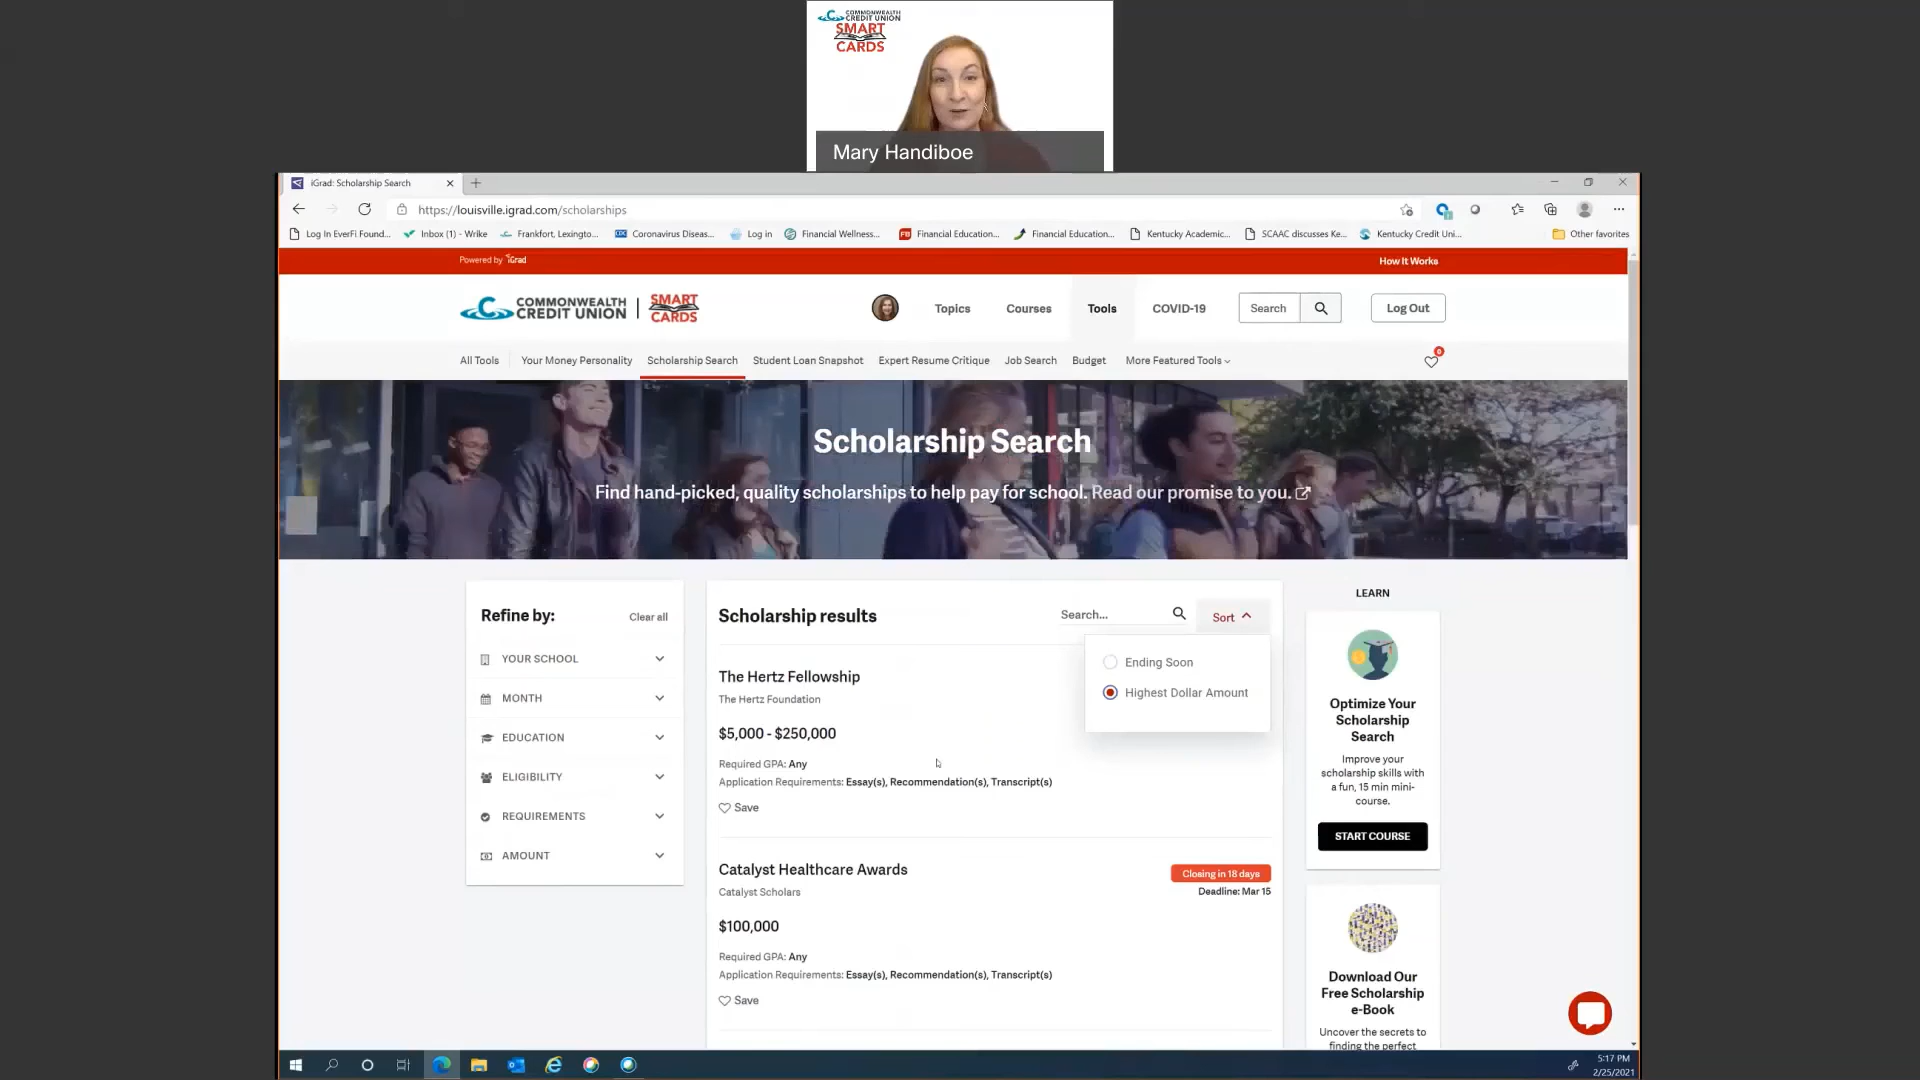 COMMONWEALTH
CREDIT UNION
SMART
CARDS
Mary Handiboe
iGrad: Scholarship Search
https://louisville.igrad.com/scholarships
Log In EverFi Found...
Inbox (1) - Wrike
Frankfort, Lexingto...
Coronavirus Diseas...
Log in
Financial Wellness...
Financial Education...
Financial Education...
Kentucky Academic...
SCAAC discusses Ke...
Kentucky Credit Uni...
Other favorites
Powered by iGrad
How It Works
COMMONWEALTH
CREDIT UNION
SMART
CARDS
Topics
Courses
Tools
COVID-19
Search
Log Out
All Tools
Your Money Personality
Scholarship Search
Student Loan Snapshot
Expert Resume Critique
Job Search
Budget
More Featured Tools
0
Scholarship Search
Find hand-picked, quality scholarships to help pay for school. Read our promise to you.
Refine by:
Clear all
YOUR SCHOOL
MONTH
EDUCATION
ELIGIBILITY
REQUIREMENTS
AMOUNT
Scholarship results
Search...
Sort
Ending Soon
Highest Dollar Amount
The Hertz Fellowship
The Hertz Foundation
$5,000 - $250,000
Required GPA: Any
Application Requirements: Essay(s), Recommendation(s), Transcript(s)
Save
Catalyst Healthcare Awards
Closing in 18 days
Catalyst Scholars
Deadline: Mar 15
$100,000
Required GPA: Any
Application Requirements: Essay(s), Recommendation(s), Transcript(s)
Save
LEARN
Optimize Your
Scholarship
Search
Improve your
scholarship skills with
a fun, 15 min mini-
course.
START COURSE
Download Our
Free Scholarship
e-Book
Uncover the secrets to
finding the perfect
5:17 PM
2/25/2021